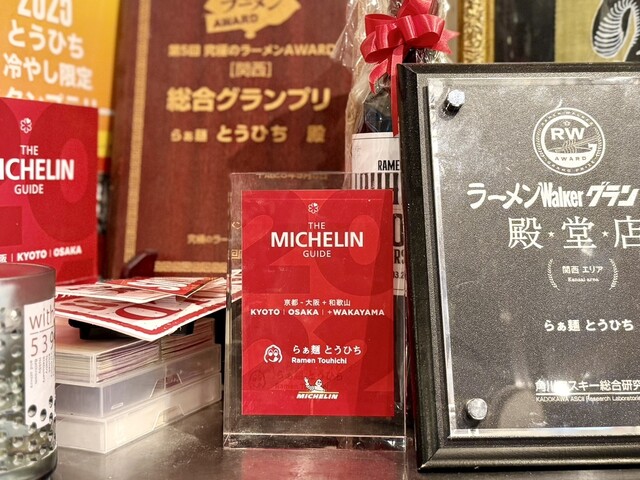 2025
とうひち
冷やし限定
THE
MICHELIN
GUIDE
阪 | KYOTO | OSAKA
ラーメン
AWARD
第5回 究極のラーメンAWARD
[関西]
総合グランプリ
らぁ麺 とうひち 殿
THE
MICHELIN
GUIDE
京都・大阪+和歌山
KYOTO | OSAKA | +WAKAYAMA
らぁ麺 とうひち
Ramen Touhichi
MICHELIN
RAMEN
RW
AWARD
ラーメンWalkerグラン
殿★堂★店
関西エリア
Kansai area
らぁ麺 とうひち
KADOKAWA ASCII Research Laboratories
with
539